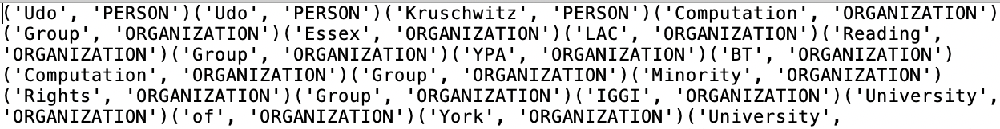 ('Udo', 'PERSON')('Udo', 'PERSON')('Kruschwitz', 'PERSON')('Computation', 'ORGANIZATION')
('Group', 'ORGANIZATION')('Essex', 'ORGANIZATION')('LAC', 'ORGANIZATION')('Reading',
'ORGANIZATION')('Group', 'ORGANIZATION')('YPA', 'ORGANIZATION')('BT', 'ORGANIZATION')
('Computation', 'ORGANIZATION')('Group', 'ORGANIZATION')('Minority', 'ORGANIZATION')
('Rights', 'ORGANIZATION')('Group', 'ORGANIZATION')('IGGI', 'ORGANIZATION')('University',
'ORGANIZATION')('of', 'ORGANIZATION')('York', 'ORGANIZATION')('University',